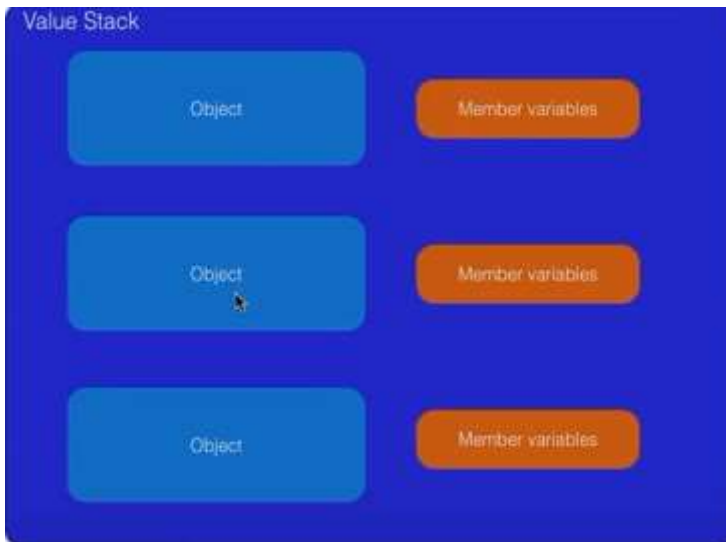 Value Stack
Object
Member variables
Object
Member variables
Object
Member variables